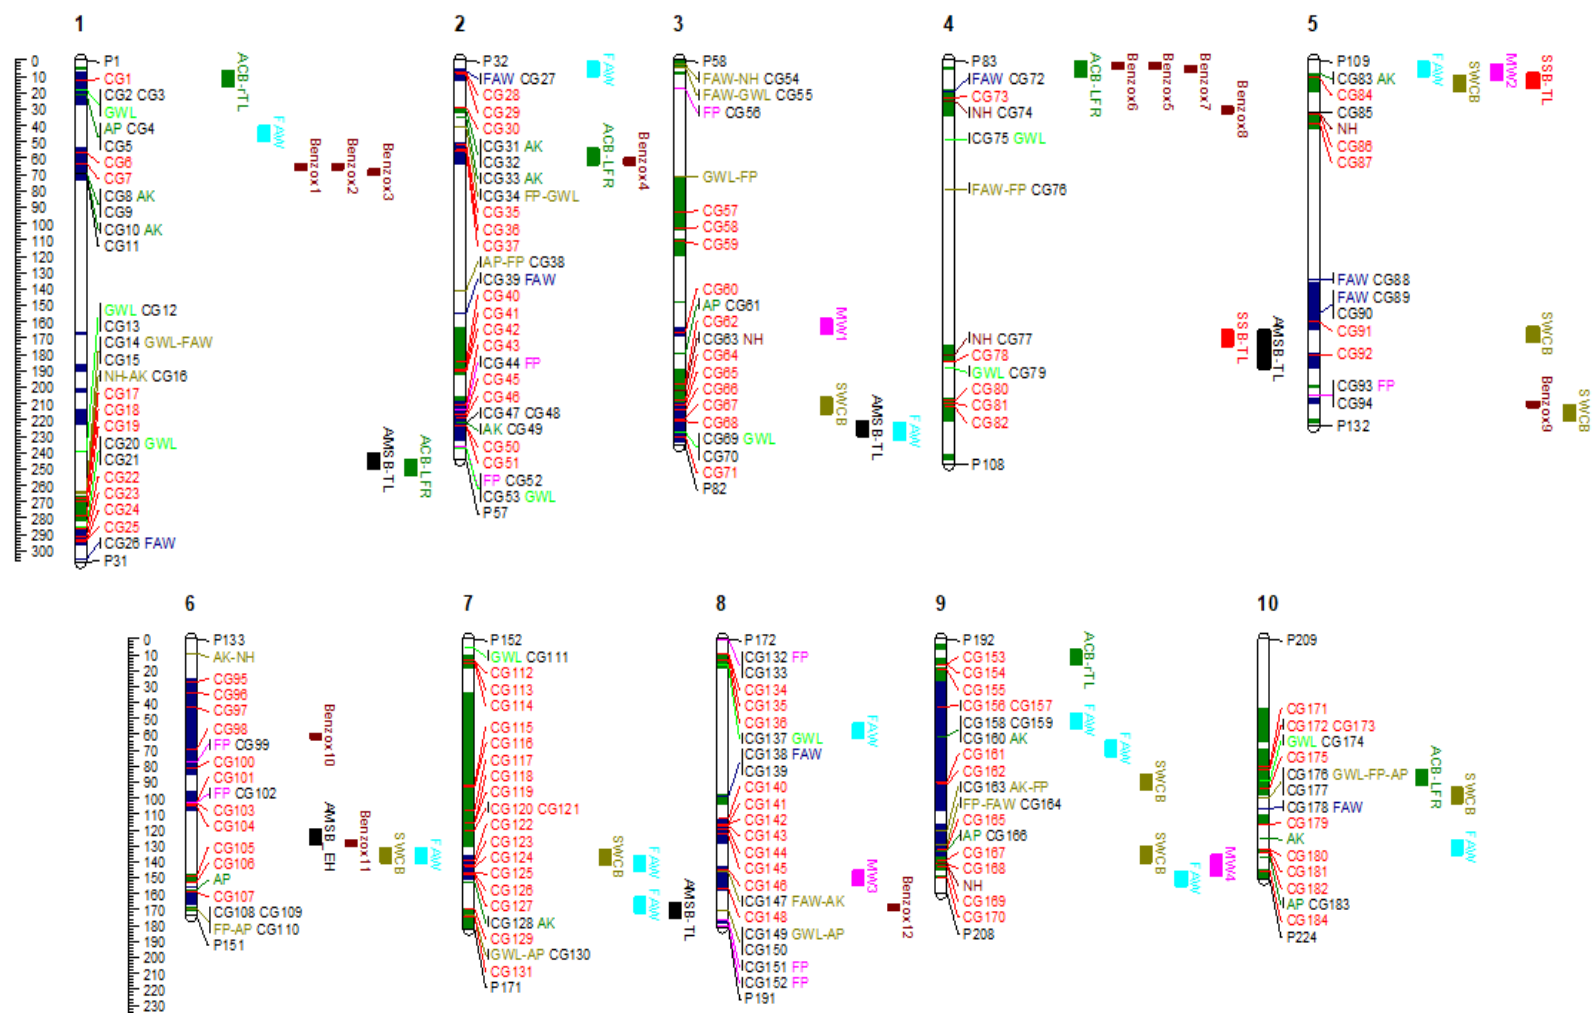 1
2
3
4
5
0
10
20
30
40
50
60
70
80
90
100
110
120
130
140
150
160
170
180
190
200
210
220
230
240
250
260
270
280
290
300
P1
CG1
CG2 CG3
GWL
AP CG4
CG5
CG6
CG7
CG8 AK
CG9
CG10 AK
CG11
GWL CG12
CG13
CG14 GWL-FAW
CG15
NH-AK CG16
CG17
CG18
CG19
CG20 GWL
CG21
CG22
CG23
CG24
CG25
CG26 FAW
P31
ACB-rTL
FAW
Benzox1
Benzox2
Benzox3
AMSB-TL
ACB-LFR
P32
FAW CG27
CG28
CG29
CG30
CG31 AK
CG32
CG33 AK
CG34 FP-GWL
CG35
CG36
CG37
AP-FP CG38
CG39 FAW
CG40
CG41
CG42
CG43
CG44 FP
CG45
CG46
CG47 CG48
AK CG49
CG50
CG51
FP CG52
CG53 GWL
P57
FAW
ACB-LFR
Benzox4
P58
FAW-NH CG54
FAW-GWL CG55
FP CG56
GWL-FP
CG57
CG58
CG59
CG60
AP CG61
CG62
CG63 NH
CG64
CG65
CG66
CG67
CG68
CG69 GWL
CG70
CG71
P82
MW1
SWCB
AMSB-TL
FAW
P83
FAW CG72
CG73
NH CG74
CG75 GWL
FAW-FP CG76
NH CG77
CG78
GWL CG79
CG80
CG81
CG82
P108
ACB-LFR
Benzox6
Benzox5
Benzox7
Benzox8
SSB-TL
AMSB-TL
P109
CG83 AK
CG84
CG85
NH
CG86
CG87
FAW CG88
FAW CG89
CG90
CG91
CG92
CG93 FP
CG94
P132
FAW
SWCB
MW2
SSB-TL
SWCB
Benzox9
SWCB
6
7
8
9
10
0
10
20
30
40
50
60
70
80
90
100
110
120
130
140
150
160
170
180
190
200
210
220
230
P133
AK-NH
CG95
CG96
CG97
CG98
FP CG99
CG100
CG101
FP CG102
CG103
CG104
CG105
CG106
AP
CG107
CG108 CG109
FP-AP CG110
P151
Benzox10
AMSB_EH
Benzox11
SWCB
FAW
P152
GWL CG111
CG112
CG113
CG114
CG115
CG116
CG117
CG118
CG119
CG120 CG121
CG122
CG123
CG124
CG125
CG126
CG127
CG128 AK
CG129
GWL-AP CG130
CG131
P171
SWCB
FAW
FAW
AMSB-TL
P172
CG132 FP
CG133
CG134
CG135
CG136
CG137 GWL
CG138 FAW
CG139
CG140
CG141
CG142
CG143
CG144
CG145
CG146
CG147 FAW-AK
CG148
CG149 GWL-AP
CG150
CG151 FP
CG152 FP
P191
FAW
MW3
Benzox12
P192
CG153
CG154
CG155
CG156 CG157
CG158 CG159
CG160 AK
CG161
CG162
CG163 AK-FP
FP-FAW CG164
CG165
AP CG166
CG167
CG168
NH
CG169
CG170
P208
ACB-rTL
FAW
FAW
SWCB
SWCB
FAW
MW4
P209
CG171
CG172 CG173
GWL CG174
CG175
CG176 GWL-FP-AP
CG177
CG178 FAW
CG179
AK
CG180
CG181
CG182
AP CG183
CG184
P224
ACB-LFR
SWCB
FAW